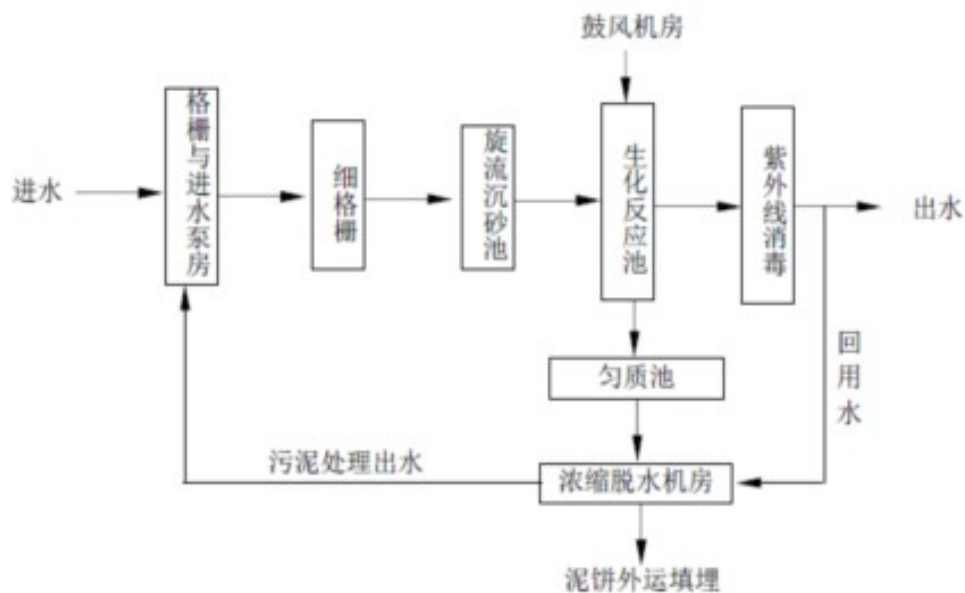 鼓风机房
进水
格栅与进水泵房
细格栅
旋流沉砂池
生化反应池
紫外线消毒
出水
回用水
匀质池
污泥处理出水
浓缩脱水机房
泥饼外运填埋